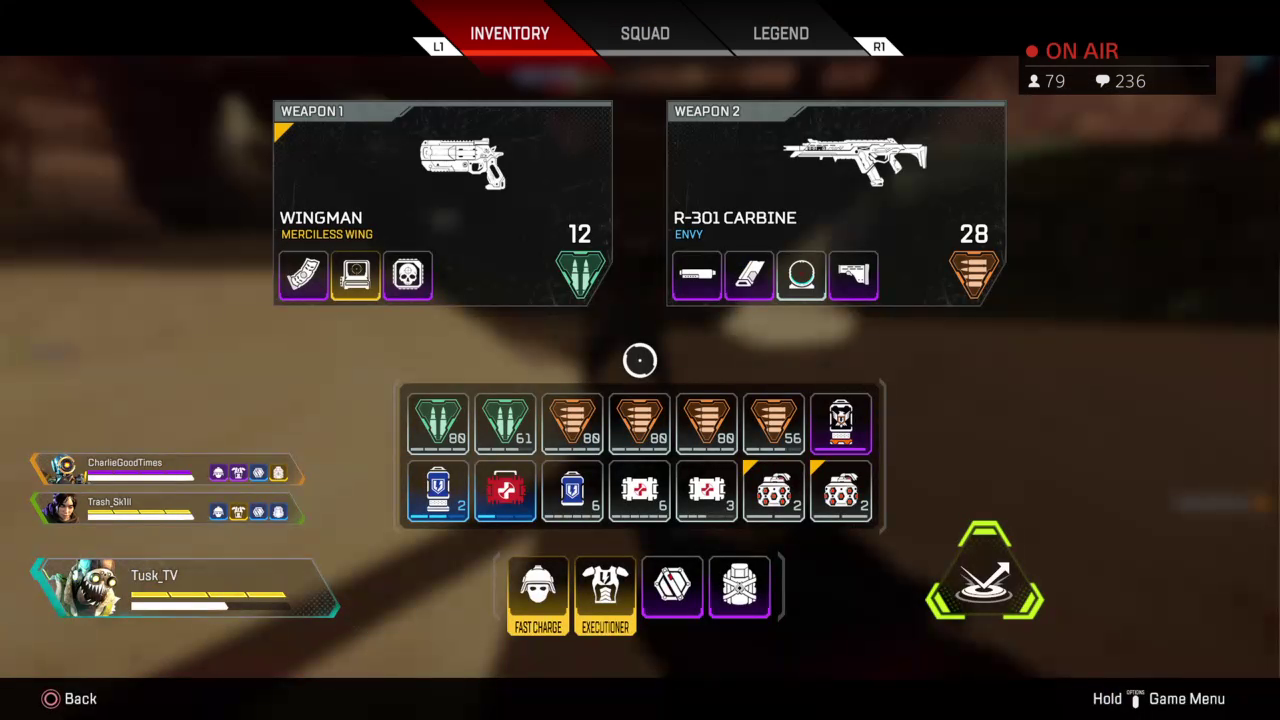 L1
INVENTORY
SQUAD
LEGEND
R1
ON AIR
79
236
WEAPON 1
WINGMAN
MERCILESS WING
12
WEAPON 2
R-301 CARBINE
ENVY
28
80
61
80
80
80
56
2
6
6
3
2
2
CharlieGoodTimes
Trash_Sk1ll
Tusk_TV
FAST CHARGE
EXECUTIONER
Back
Hold OPTIONS Game Menu